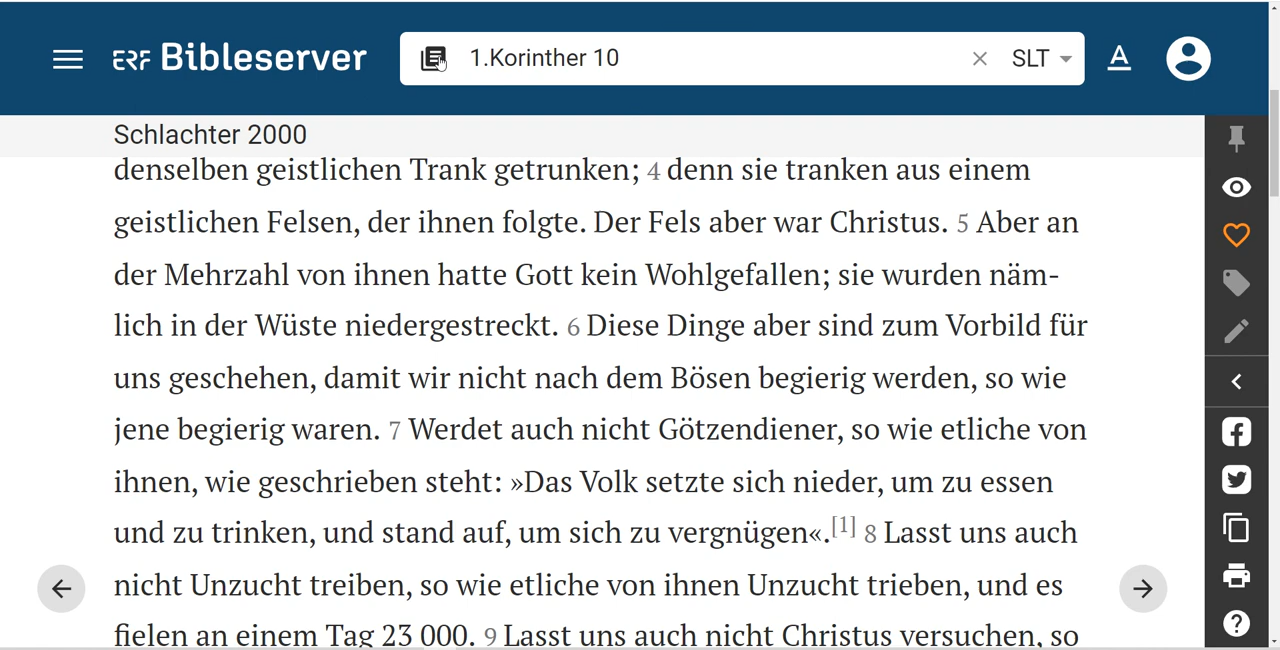 ERF Bibleserver
1.Korinther 10
SLT
A
Schlachter 2000
denselben geistlichen Trank getrunken; 4 denn sie tranken aus einem
geistlichen Felsen, der ihnen folgte. Der Fels aber war Christus. 5 Aber an
der Mehrzahl von ihnen hatte Gott kein Wohlgefallen; sie wurden näm-
lich in der Wüste niedergestreckt. 6 Diese Dinge aber sind zum Vorbild für
uns geschehen, damit wir nicht nach dem Bösen begierig werden, so wie
jene begierig waren. 7 Werdet auch nicht Götzendiener, so wie etliche von
ihnen, wie geschrieben steht: »Das Volk setzte sich nieder, um zu essen
und zu trinken, und stand auf, um sich zu vergnügen«.[1] 8 Lasst uns auch
nicht Unzucht treiben, so wie etliche von ihnen Unzucht trieben, und es
fielen an einem Tag 23 000. 9 Lasst uns auch nicht Christus versuchen, so